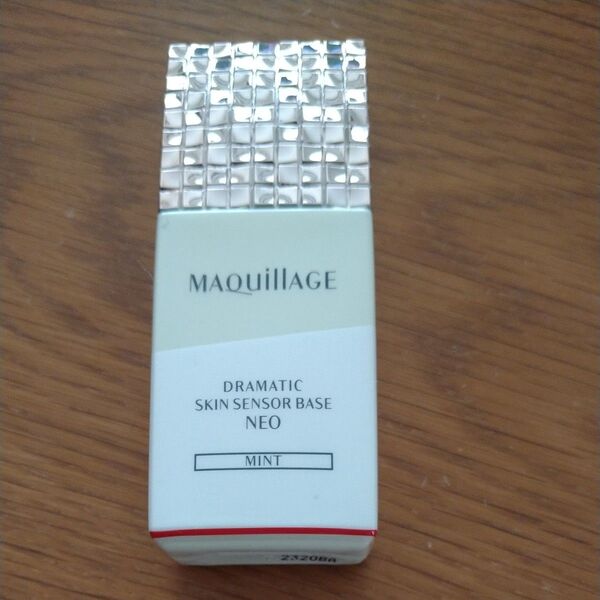 MAQuillAGE
DRAMATIC
SKIN SENSOR BASE
NEO
MINT